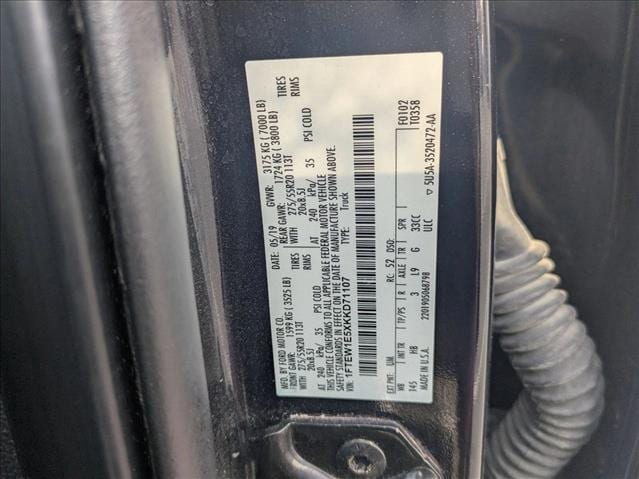 MFD. BY FORD MOTOR CO. DATE: 05/19 GVWR: 3175 KG ( 7000 LB)
FRONT GAWR: 1599 KG ( 3525 LB) REAR GAWR: 1724 KG ( 3800 LB)
WITH 275/55R20 113T TIRES WITH 275/55R20 113T TIRES
20x8.5J RIMS 20x8.5J RIMS
AT 240 kPa/ 35 PSI COLD AT 240 kPa/ 35 PSI COLD
THIS VEHICLE CONFORMS TO ALL APPLICABLE FEDERAL MOTOR VEHICLE
SAFETY STANDARDS IN EFFECT ON THE DATE OF MANUFACTURE SHOWN ABOVE.
VIN: 1FTEW1E5XKKD71107 TYPE: Truck
F0102
T0358
EXT PNT: UM RC: 52 DSO:
WB INT TR TP/PS R AXLE TR SPR
145 HB 3 L9 G 33CC
ULC
MADE IN U.S.A. 2201905068798 5U5A-3520472-AA